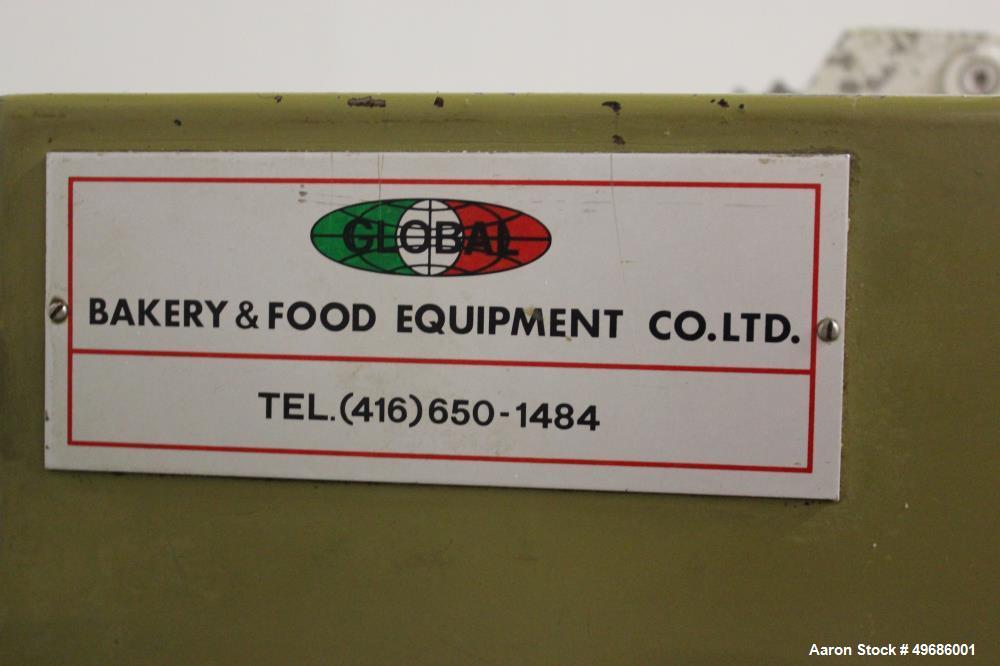 GLOBAL
BAKERY & FOOD EQUIPMENT CO.LTD.
TEL.(416)650-1484
Aaron Stock # 49686001